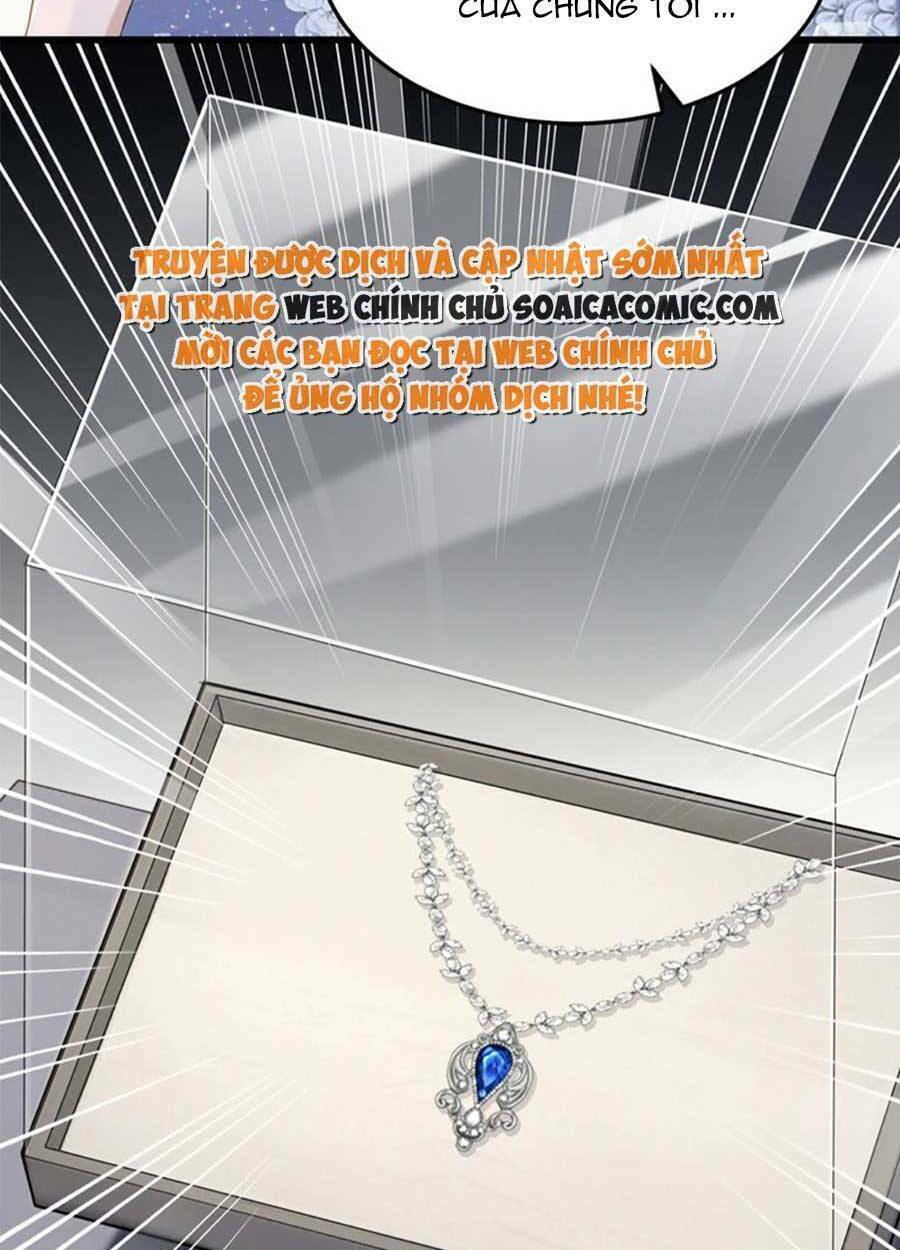 CỦA CHÚNG TÔI ...
TRUYỆN ĐƯỢC DỊCH VÀ CẬP NHẬT SỚM NHẤT
TẠI TRANG WEB CHÍNH CHỦ SOAICACOMIC.COM
MỜI CÁC BẠN ĐỌC TẠI WEB CHÍNH CHỦ
ĐỂ ỦNG HỘ NHÓM DỊCH NHÉ!